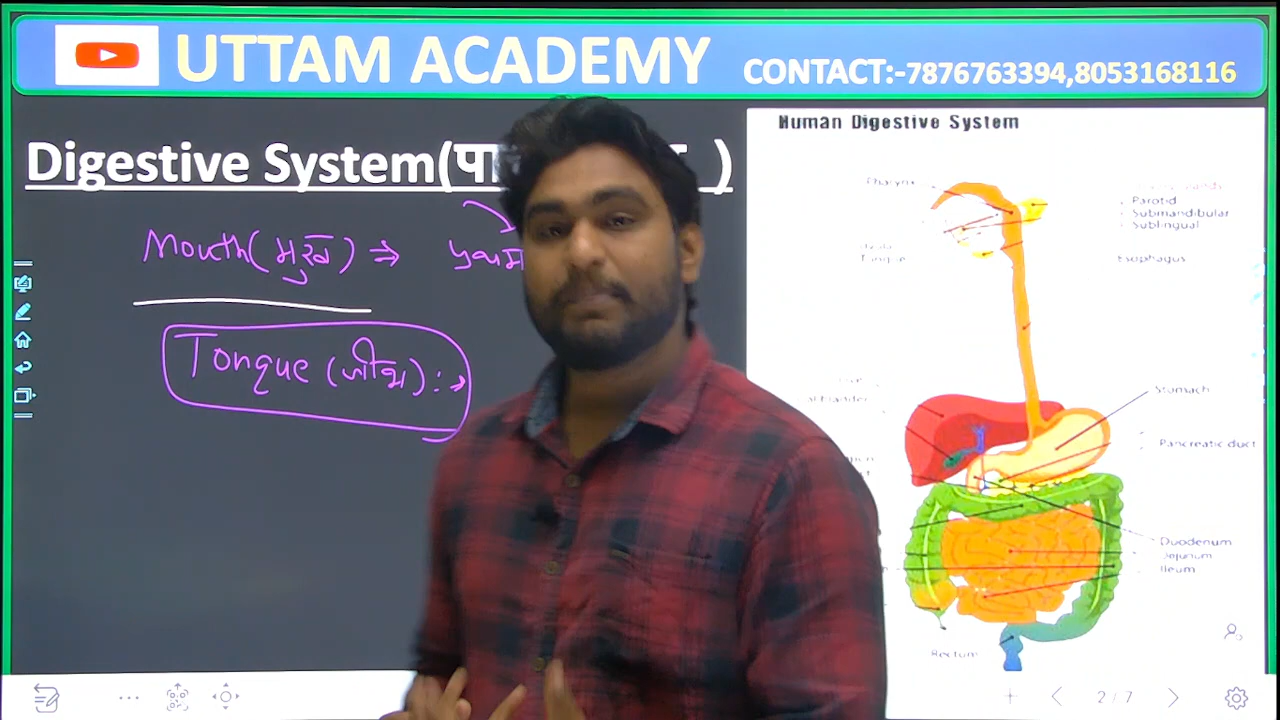 UTTAM ACADEMY
CONTACT:-7876763394,8053168116
Digestive System(पा )
Mouth(मुख) ⇒
Tongue (जीभ) :→
Human Digestive System
Pharynx
Parotid
Submandibular
Sublingual
Tongue
Esophagus
Stomach
Pancreatic duct
Duodenum
Jejunum
Ileum
Rectum
2 / 7